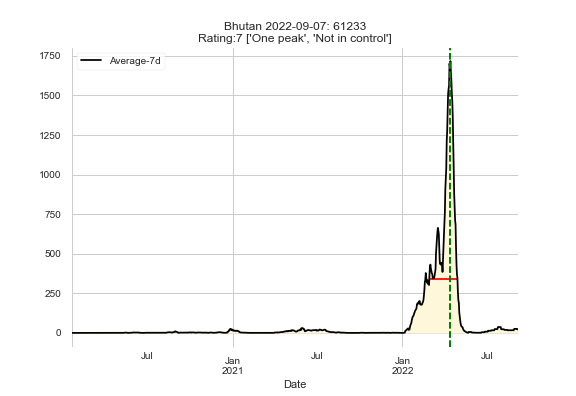 Bhutan 2022-09-07: 61233
Rating:7 ['One peak', 'Not in control']
Average-7d
1750
1500
1250
1000
750
500
250
0
Jul
Jan
2021
Jul
Jan
2022
Jul
Date